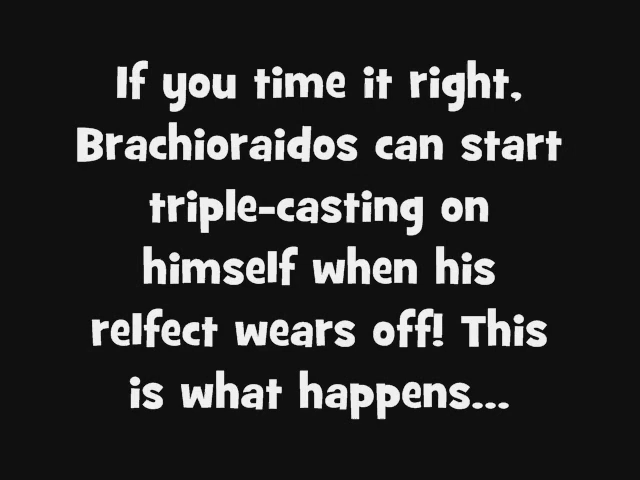 If you time it right,
Brachioraidos can start
triple-casting on
himself when his
relfect wears off! This
is what happens...